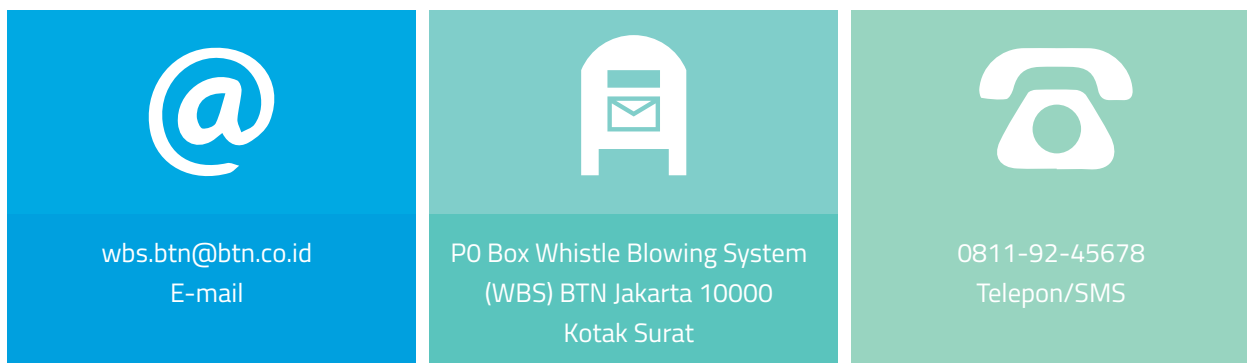 wbs.btn@btn.co.id
E-mail
P0 Box Whistle Blowing System
(WBS) BTN Jakarta 10000
Kotak Surat
0811-92-45678
Telepon/SMS